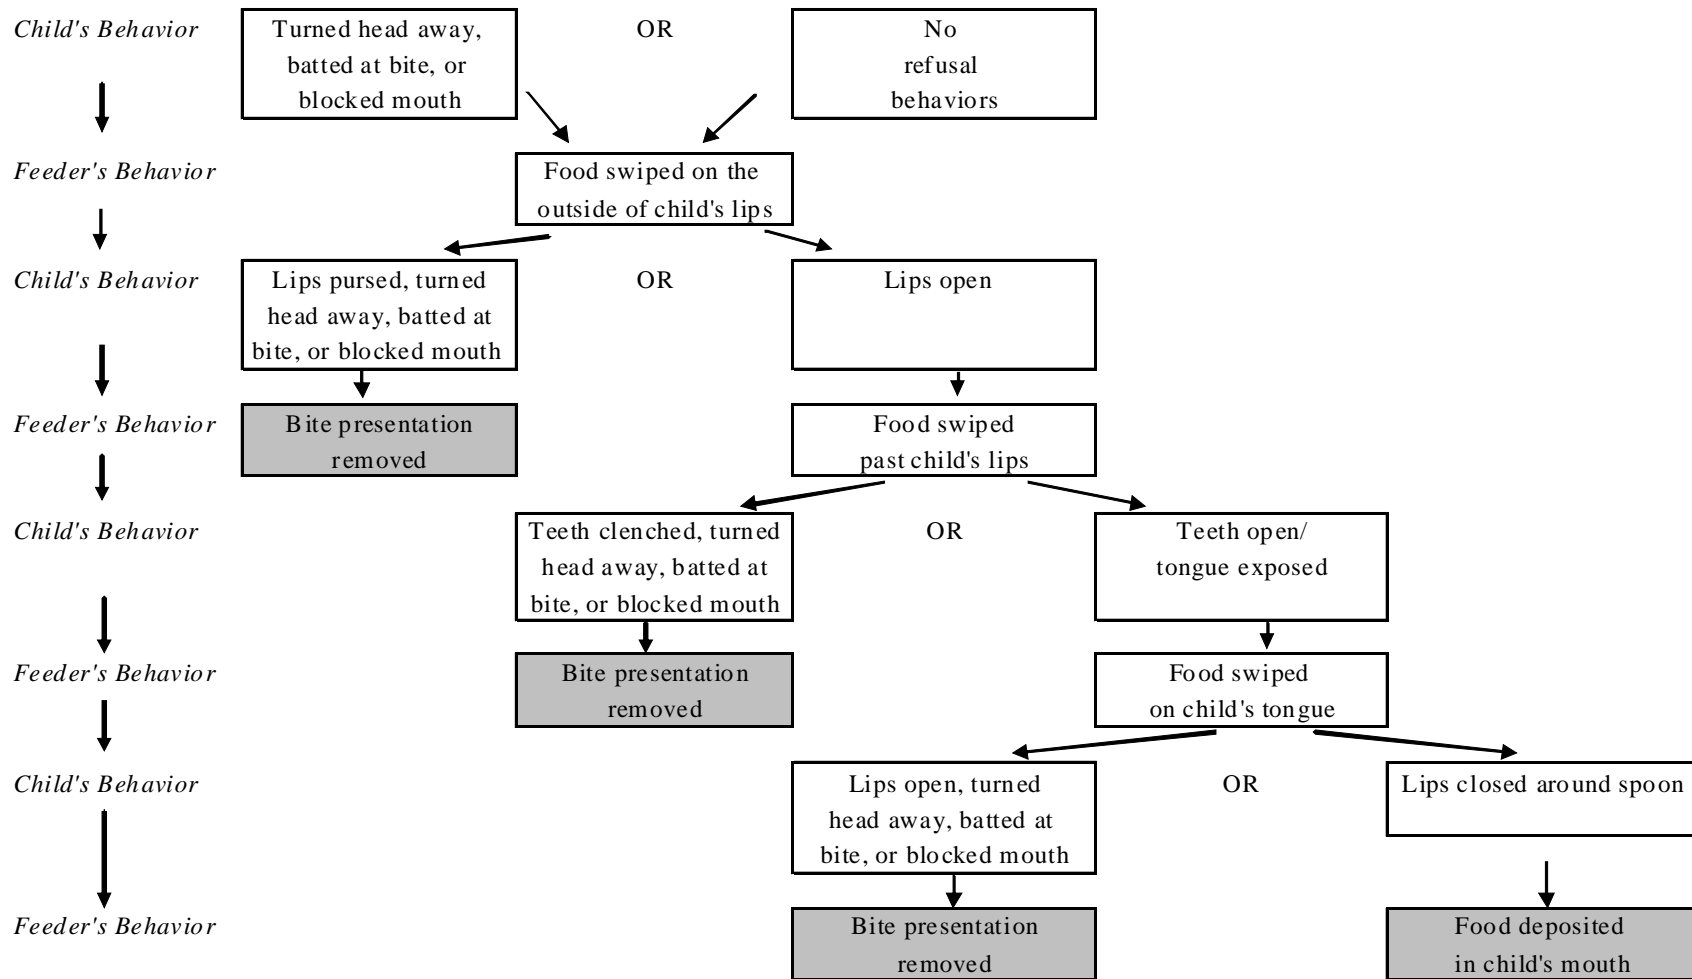 Child's Behavior
Turned head away,
batted at bite, or
blocked mouth
OR
No
refusal
behaviors
Feeder's Behavior
Food swiped on the
outside of child's lips
Child's Behavior
Lips pursed, turned
head away, batted at
bite, or blocked mouth
OR
Lips open
Feeder's Behavior
Bite presentation
removed
Food swiped
past child's lips
Child's Behavior
Teeth clenched, turned
head away, batted at
bite, or blocked mouth
OR
Teeth open/
tongue exposed
Feeder's Behavior
Bite presentation
removed
Food swiped
on child's tongue
Child's Behavior
Lips open, turned
head away, batted at
bite, or blocked mouth
OR
Lips closed around spoon
Feeder's Behavior
Bite presentation
removed
Food deposited
in child's mouth